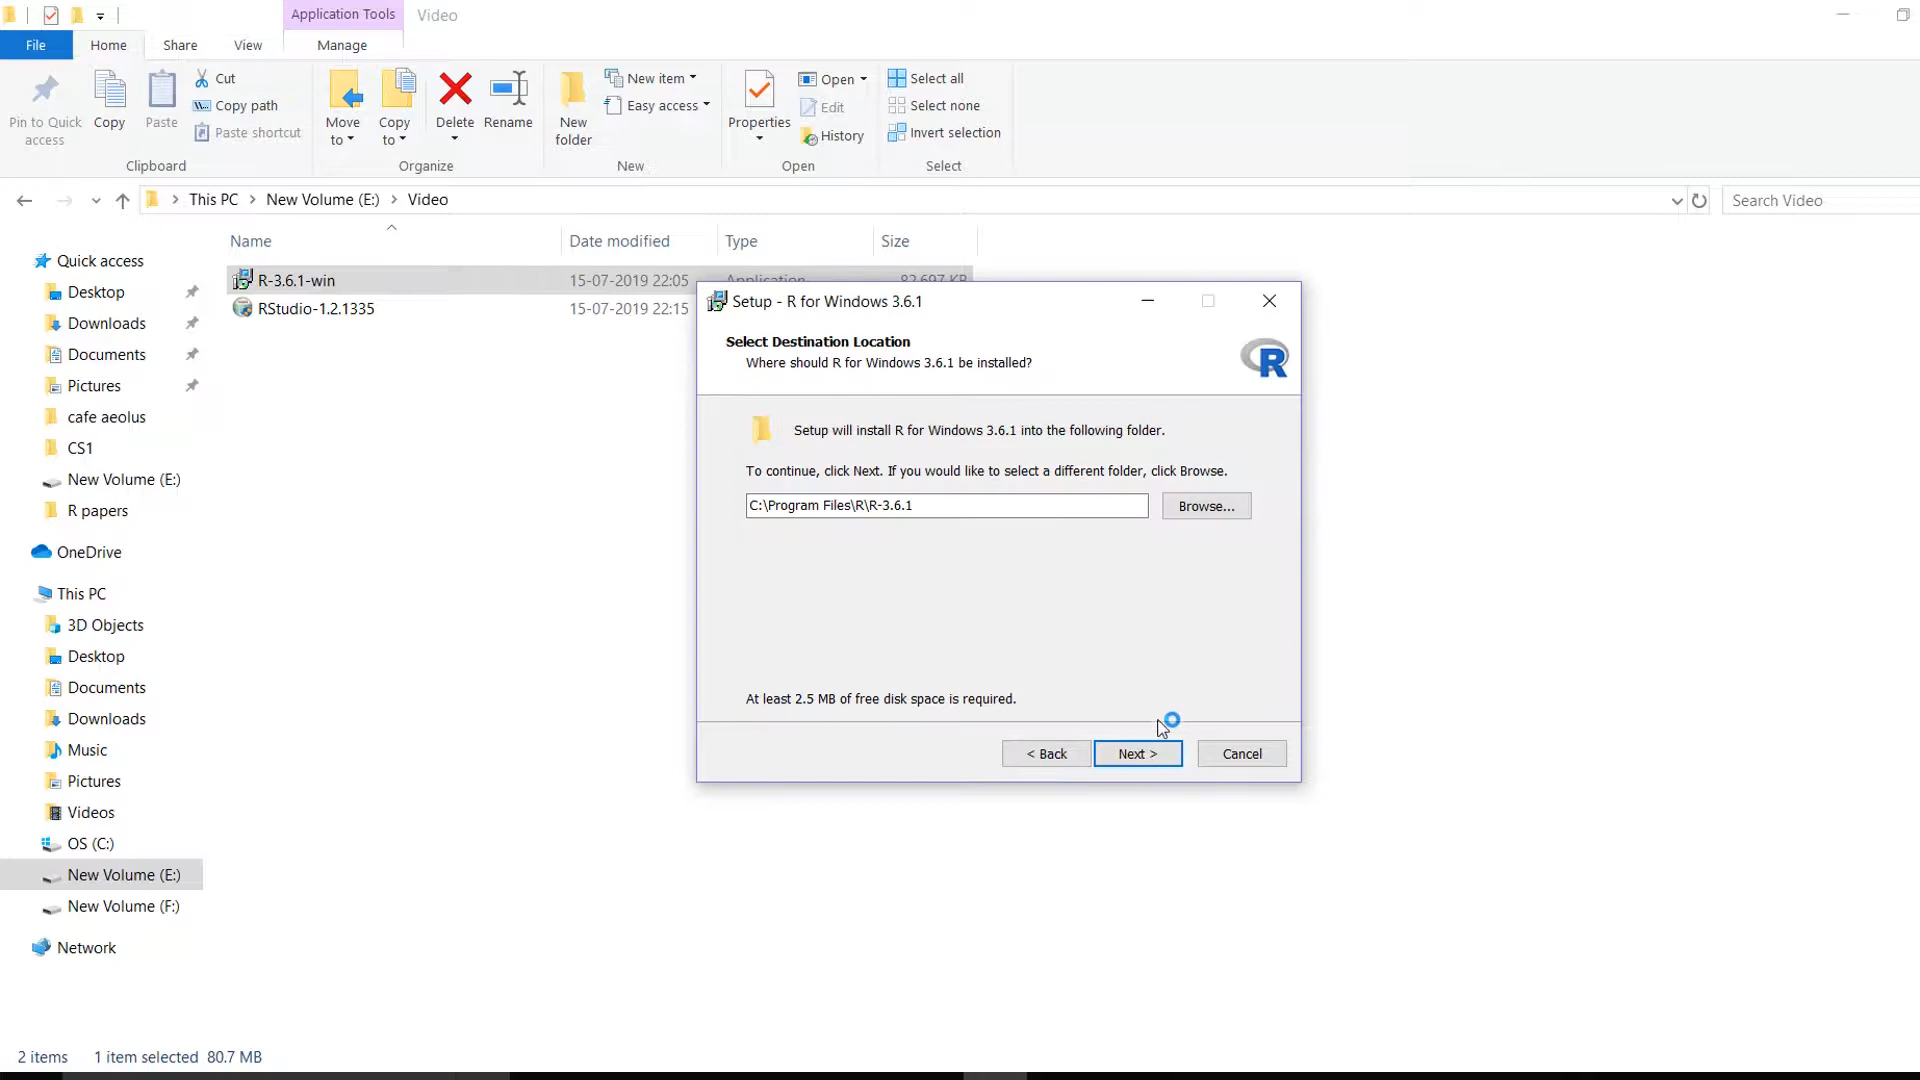 Application Tools
Video
File
Home
Share
View
Manage
Pin to Quick
access
Copy
Paste
Cut
Copy path
Paste shortcut
Clipboard
Move
to
Copy
to
Delete
Rename
Organize
New
folder
New item
Easy access
New
Properties
Open
Edit
History
Open
Select all
Select none
Invert selection
Select
This PC > New Volume (E:) > Video
Search Video
Name
Date modified
Type
Size
R-3.6.1-win
15-07-2019 22:05
Application
82,697 KB
RStudio-1.2.1335
15-07-2019 22:15
Quick access
Desktop
Downloads
Documents
Pictures
cafe aeolus
CS1
New Volume (E:)
R papers
OneDrive
This PC
3D Objects
Desktop
Documents
Downloads
Music
Pictures
Videos
OS (C:)
New Volume (E:)
New Volume (F:)
Network
Setup - R for Windows 3.6.1
Select Destination Location
Where should R for Windows 3.6.1 be installed?
R
Setup will install R for Windows 3.6.1 into the following folder.
To continue, click Next. If you would like to select a different folder, click Browse.
C:\Program Files\R\R-3.6.1
Browse...
At least 2.5 MB of free disk space is required.
< Back
Next >
Cancel
2 items
1 item selected 80.7 MB